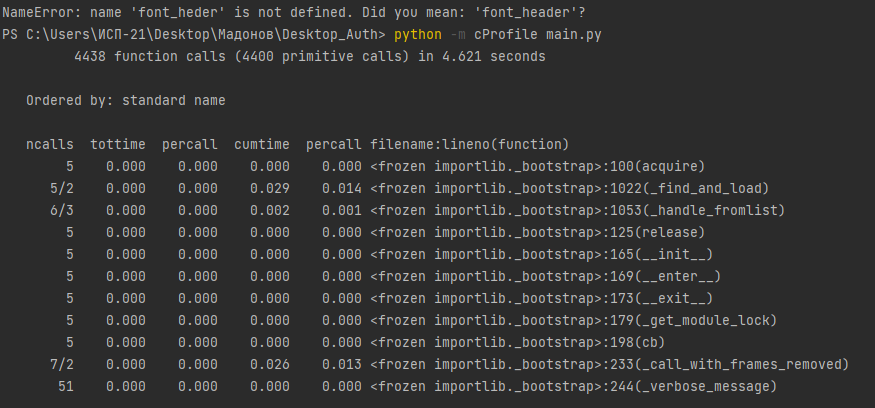 NameError: name 'font_heder' is not defined. Did you mean: 'font_header'?
PS C:\Users\ИСП-21\Desktop\Мадонов\Desktop_Auth> python -m cProfile main.py
         4438 function calls (4400 primitive calls) in 4.621 seconds
   Ordered by: standard name
   ncalls  tottime  percall  cumtime  percall filename:lineno(function)
        5    0.000    0.000    0.000    0.000 <frozen importlib._bootstrap>:100(acquire)
      5/2    0.000    0.000    0.029    0.014 <frozen importlib._bootstrap>:1022(_find_and_load)
      6/3    0.000    0.000    0.002    0.001 <frozen importlib._bootstrap>:1053(_handle_fromlist)
        5    0.000    0.000    0.000    0.000 <frozen importlib._bootstrap>:125(release)
        5    0.000    0.000    0.000    0.000 <frozen importlib._bootstrap>:165(__init__)
        5    0.000    0.000    0.000    0.000 <frozen importlib._bootstrap>:169(__enter__)
        5    0.000    0.000    0.000    0.000 <frozen importlib._bootstrap>:173(__exit__)
        5    0.000    0.000    0.000    0.000 <frozen importlib._bootstrap>:179(_get_module_lock)
        5    0.000    0.000    0.000    0.000 <frozen importlib._bootstrap>:198(cb)
      7/2    0.000    0.000    0.026    0.013 <frozen importlib._bootstrap>:233(_call_with_frames_removed)
       51    0.000    0.000    0.000    0.000 <frozen importlib._bootstrap>:244(_verbose_message)